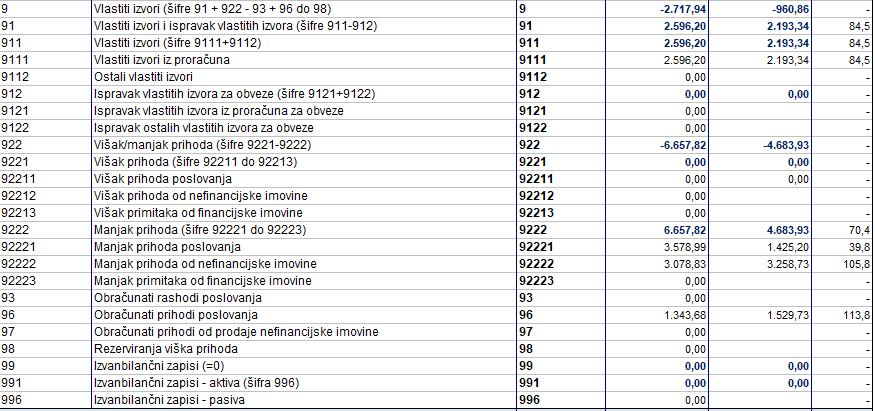 9 Vlastiti izvori (šifre 91 + 922 - 93 + 96 do 98) 9 -2.717,94 -960,86 -
91 Vlastiti izvori i ispravak vlastitih izvora (šifre 911-912) 91 2.596,20 2.193,34 84,5
911 Vlastiti izvori (šifre 9111+9112) 911 2.596,20 2.193,34 84,5
9111 Vlastiti izvori iz proračuna 9111 2.596,20 2.193,34 84,5
9112 Ostali vlastiti izvori 9112 0,00 -
912 Ispravak vlastitih izvora za obveze (šifre 9121+9122) 912 0,00 0,00 -
9121 Ispravak vlastitih izvora iz proračuna za obveze 9121 0,00 -
9122 Ispravak ostalih vlastitih izvora za obveze 9122 0,00 -
922 Višak/manjak prihoda (šifre 9221-9222) 922 -6.657,82 -4.683,93 -
9221 Višak prihoda (šifre 92211 do 92213) 9221 0,00 0,00 -
92211 Višak prihoda poslovanja 92211 0,00 0,00 -
92212 Višak prihoda od nefinancijske imovine 92212 0,00 -
92213 Višak primitaka od financijske imovine 92213 0,00 -
9222 Manjak prihoda (šifre 92221 do 92223) 9222 6.657,82 4.683,93 70,4
92221 Manjak prihoda poslovanja 92221 3.578,99 1.425,20 39,8
92222 Manjak prihoda od nefinancijske imovine 92222 3.078,83 3.258,73 105,8
92223 Manjak primitaka od financijske imovine 92223 0,00 -
93 Obračunati rashodi poslovanja 93 0,00 -
96 Obračunati prihodi poslovanja 96 1.343,68 1.529,73 113,8
97 Obračunati prihodi od prodaje nefinancijske imovine 97 0,00 -
98 Rezerviranja viška prihoda 98 0,00 -
99 Izvanbilančni zapisi (=0) 99 0,00 0,00 -
991 Izvanbilančni zapisi - aktiva (šifra 996) 991 0,00 0,00 -
996 Izvanbilančni zapisi - pasiva 996 0,00 -